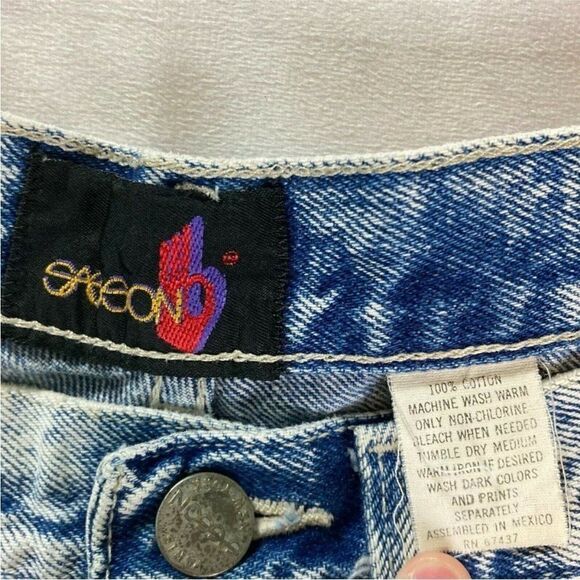 SASSON
®
100% COTTON
MACHINE WASH WARM
ONLY NON-CHLORINE
BLEACH WHEN NEEDED
TUMBLE DRY MEDIUM
WARM IRON IF DESIRED
WASH DARK COLORS
AND PRINTS
SEPARATELY
ASSEMBLED IN MEXICO
RN 67437